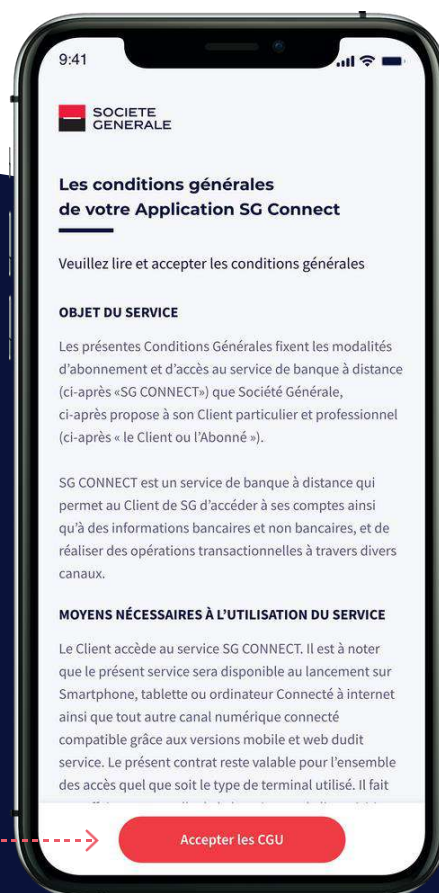 9:41
SOCIETE
GENERALE
Les conditions générales
de votre Application SG Connect
Veuillez lire et accepter les conditions générales
OBJET DU SERVICE
Les présentes Conditions Générales fixent les modalités
d'abonnement et d'accès au service de banque à distance
(ci-après «SG CONNECT») que Société Générale,
ci-après propose à son Client particulier et professionnel
(ci-après « le Client ou l'Abonné »).
SG CONNECT est un service de banque à distance qui
permet au Client de SG d'accéder à ses comptes ainsi
qu'à des informations bancaires et non bancaires, et de
réaliser des opérations transactionnelles à travers divers
canaux.
MOYENS NÉCESSAIRES À L'UTILISATION DU SERVICE
Le Client accède au service SG CONNECT. Il est à noter
que le présent service sera disponible au lancement sur
Smartphone, tablette ou ordinateur Connecté à internet
ainsi que tout autre canal numérique connecté
compatible grâce aux versions mobile et web dudit
service. Le présent contrat reste valable pour l'ensemble
des accès quel que soit le type de terminal utilisé. Il fait
Accepter les CGU